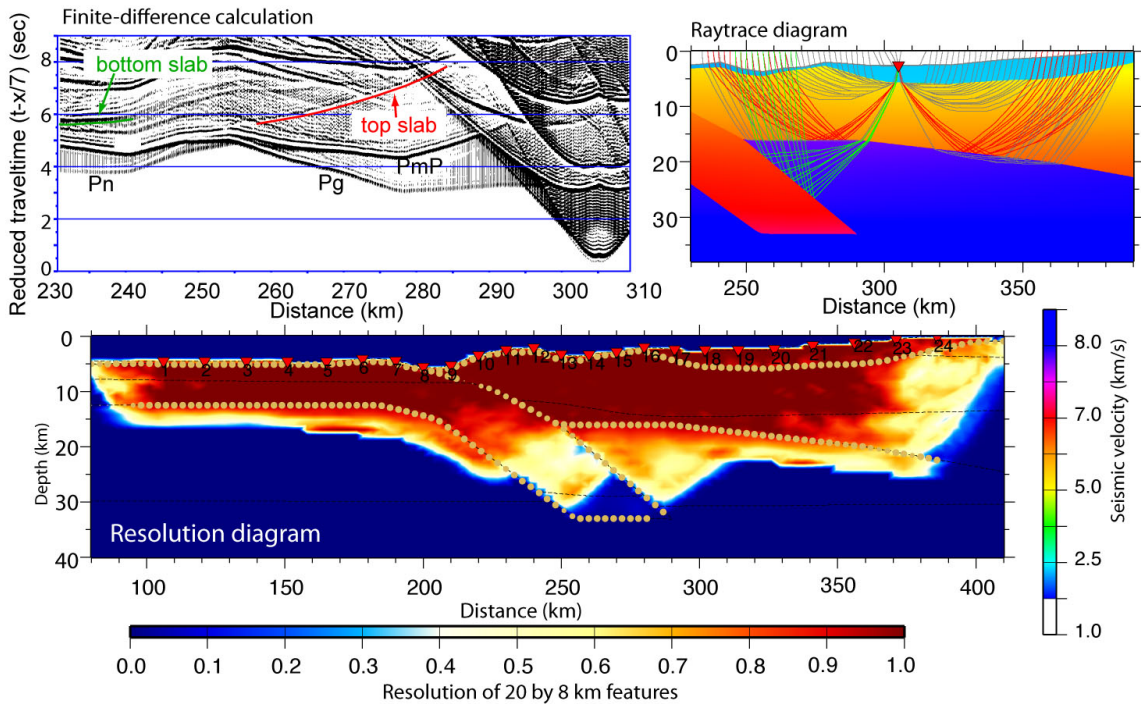 Finite-difference calculation
Reduced traveltime (t-x/7) (sec)
8
6
4
2
0
bottom slab
top slab
Pn
Pg
PmP
230 240 250 260 270 280 290 300 310
Distance (km)
Raytrace diagram
0
10
20
30
250 300 350
Distance (km)
Depth (km)
0
10
20
30
40
1 2 3 4 5 6 7 8 9 10 11 12 13 14 15 16 17 18 19 20 21 22 23 24
Resolution diagram
100 150 200 250 300 350 400
Distance (km)
0.0 0.1 0.2 0.3 0.4 0.5 0.6 0.7 0.8 0.9 1.0
Resolution of 20 by 8 km features
Seismic velocity (km/s)
8.0
7.0
5.0
2.5
1.0